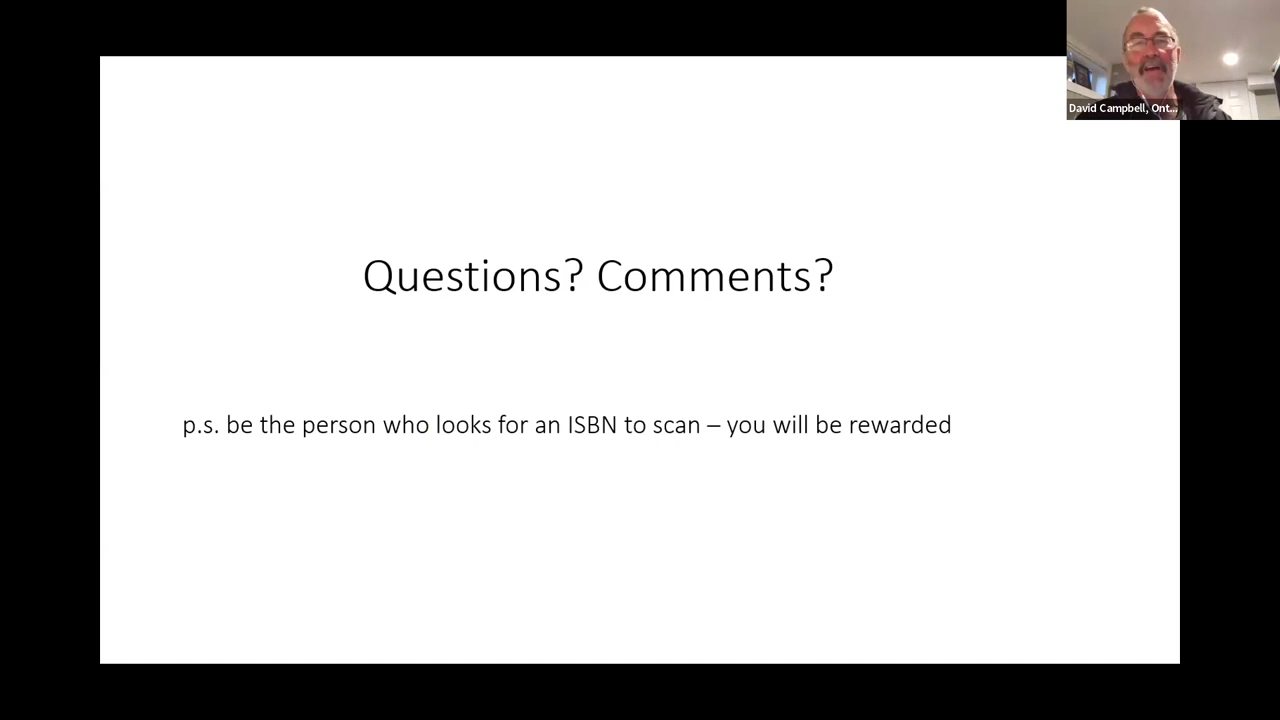 David Campbell, Ont...
Questions? Comments?
p.s. be the person who looks for an ISBN to scan – you will be rewarded